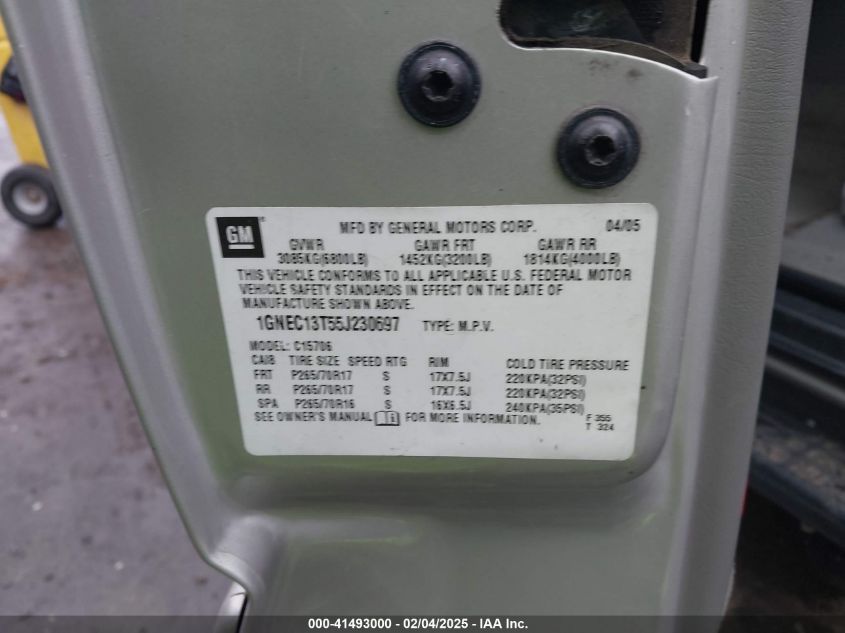 GM
MFD BY GENERAL MOTORS CORP. 04/05
GVWR GAWR FRT GAWR RR
3085KG(6800LB) 1452KG(3200LB) 1814KG(4000LB)
THIS VEHICLE CONFORMS TO ALL APPLICABLE U.S. FEDERAL MOTOR
VEHICLE SAFETY STANDARDS IN EFFECT ON THE DATE OF
MANUFACTURE SHOWN ABOVE.
1GNEC13T55J230697 TYPE: M.P.V.
MODEL: C15706
CAIB TIRE SIZE SPEED RTG RIM COLD TIRE PRESSURE
FRT P265/70R17 S 17X7.5J 220KPA(32PSI)
RR P265/70R17 S 17X7.5J 220KPA(32PSI)
SPA P265/70R16 S 16X6.5J 240KPA(35PSI)
SEE OWNER'S MANUAL FOR MORE INFORMATION. F 355
T 324
000-41493000 - 02/04/2025 - IAA Inc.